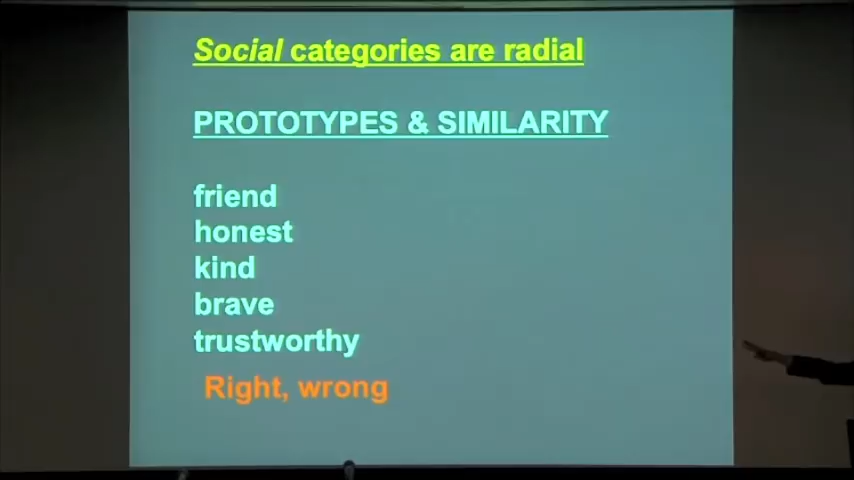 Social categories are radial
PROTOTYPES & SIMILARITY
friend
honest
kind
brave
trustworthy
Right, wrong